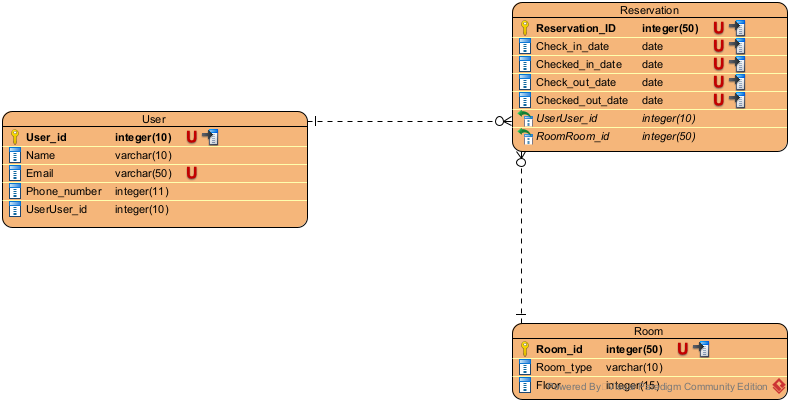 Reservation
Reservation_ID integer(50) U
Check_in_date date U
Checked_in_date date U
Check_out_date date U
Checked_out_date date U
UserUser_id integer(10)
RoomRoom_id integer(50)
User
User_id integer(10) U
Name varchar(10)
Email varchar(50) U
Phone_number integer(11)
UserUser_id integer(10)
Room
Room_id integer(50) U
Room_type varchar(10)
integer(15)
Powered By: Visual Paradigm Community Edition